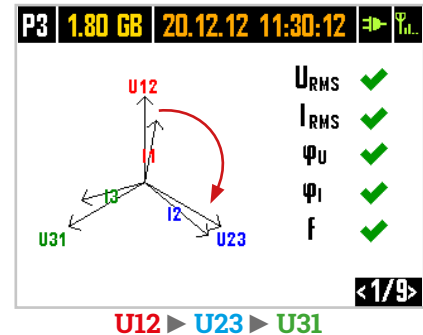 P3 1.80 GB 20.12.12 11:30:12
U12
I1
I3
I2
U31
U23
URMS ✔
IRMS ✔
φU ✔
φI ✔
f ✔
<1/9>
U12 ▶ U23 ▶ U31